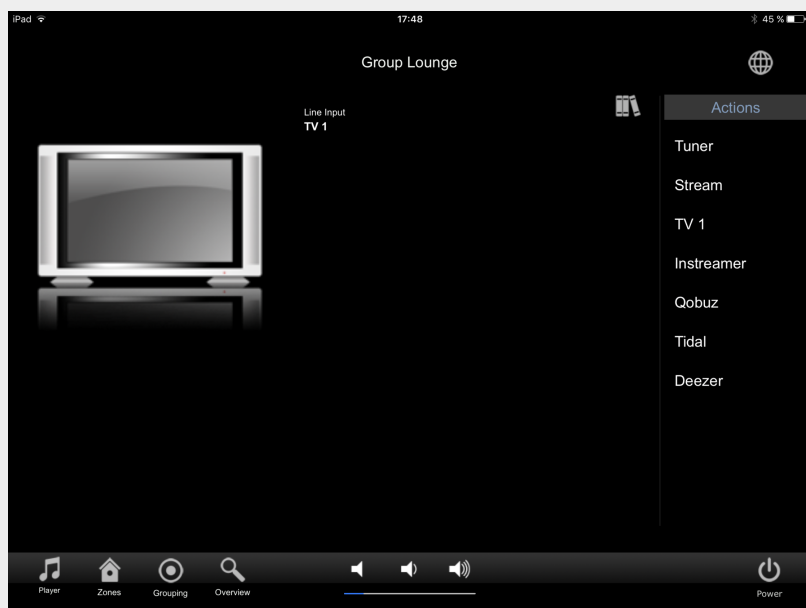 iPad 17:48 45 %
Group Lounge
Line Input
TV 1
Actions
Tuner
Stream
TV 1
Instreamer
Qobuz
Tidal
Deezer
Player Zones Grouping Overview Power